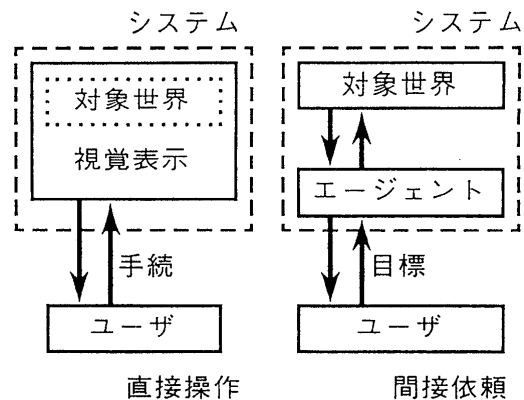 システム
対象世界
視覚表示
手続
ユーザ
直接操作
システム
対象世界
エージェント
目標
ユーザ
間接依頼